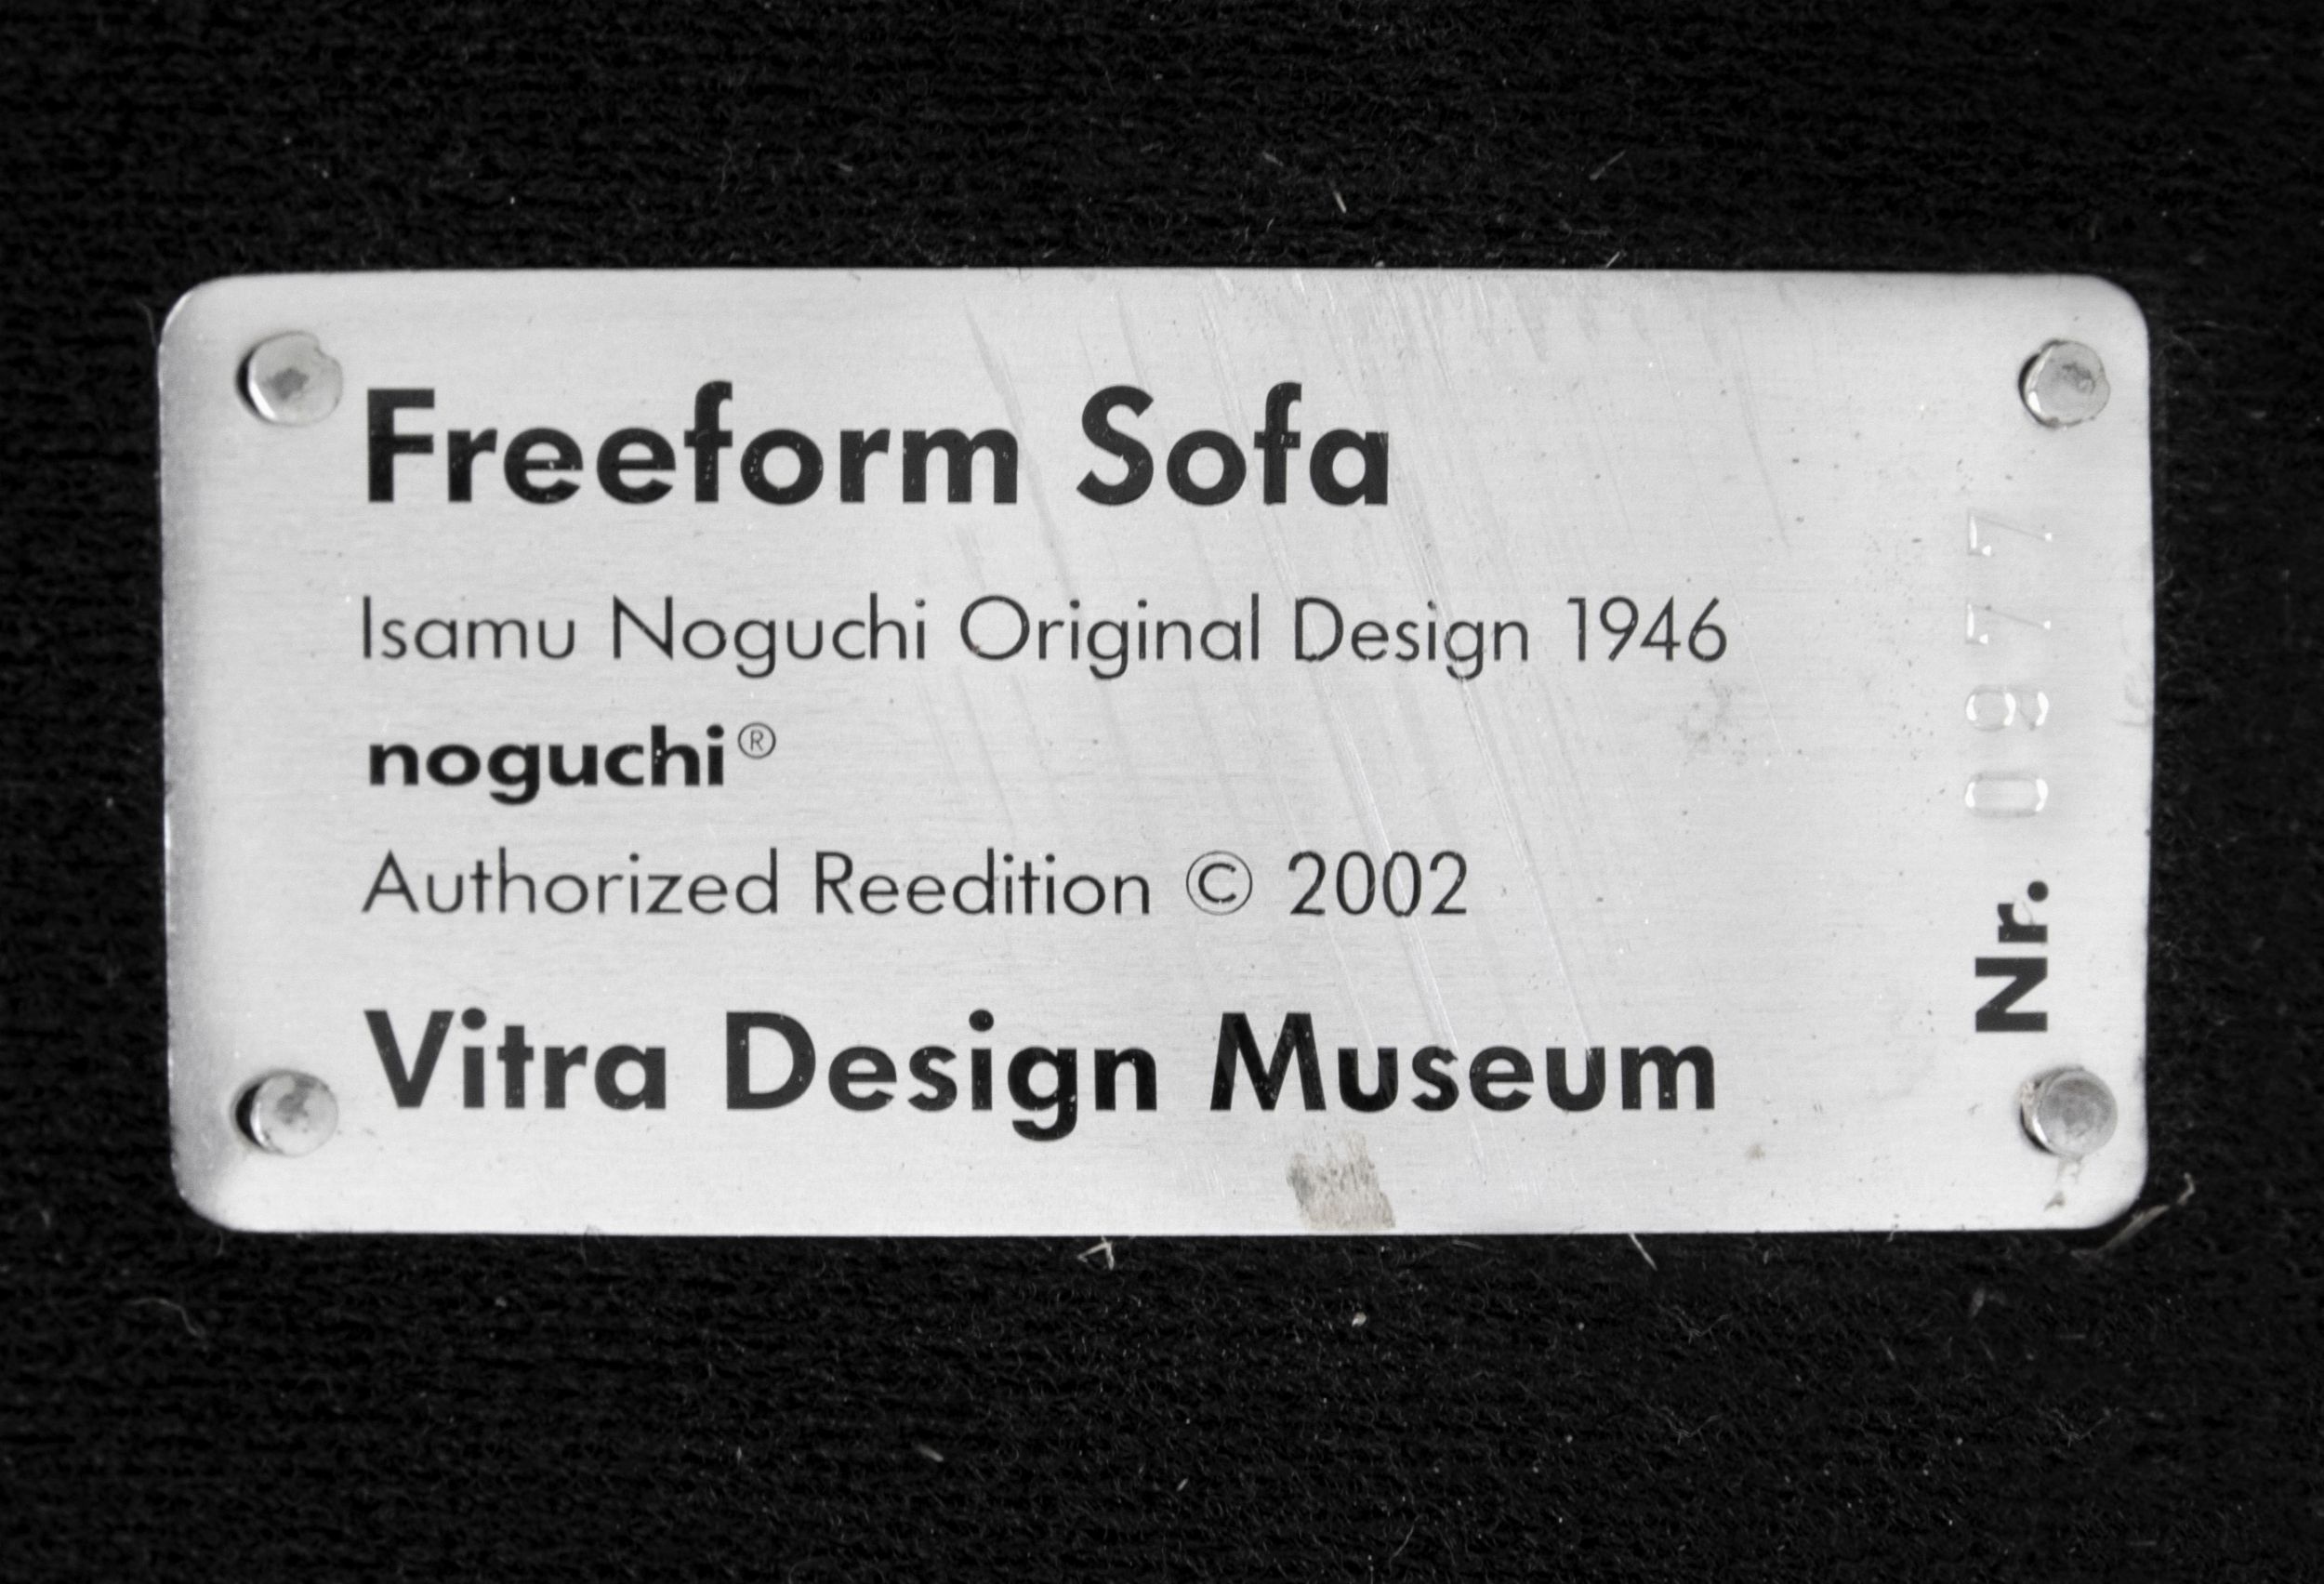 Freeform Sofa
Isamu Noguchi Original Design 1946
noguchi®
Authorized Reedition © 2002
Vitra Design Museum
Nr. 0977